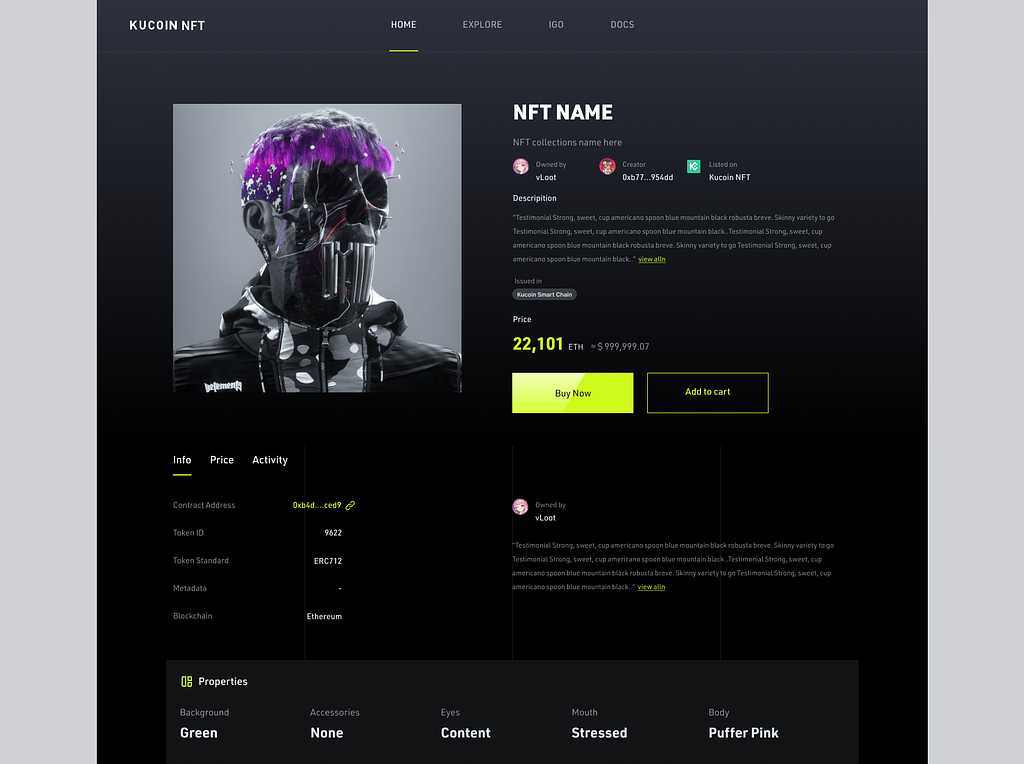 KUCOIN NFT
HOME
EXPLORE
IGO
DOCS
NFT NAME
NFT collections name here
Owned by
vLoot
Creator
0xb77...954dd
Listed on
Kucoin NFT
Descripition
"Testimonial Strong, sweet, cup americano spoon blue mountain black robusta breve. Skinny variety to go
Testimonial Strong, sweet, cup americano spoon blue mountain black..Testimonial Strong, sweet, cup
americano spoon blue mountain black robusta breve. Skinny variety to go Testimonial Strong, sweet, cup
americano spoon blue mountain black.." view alln
Issued in
Kucoin Smart Chain
Price
22,101 ETH ≈ $ 999,999.07
Buy Now
Add to cart
vetements
Info
Price
Activity
Contract Address
0xb4d....ced9
Token ID
9622
Token Standard
ERC712
Metadata
-
Blockchain
Ethereum
Owned by
vLoot
"Testimonial Strong, sweet, cup americano spoon blue mountain black robusta breve. Skinny variety to go
Testimonial Strong, sweet, cup americano spoon blue mountain black..Testimonial Strong, sweet, cup
americano spoon blue mountain black robusta breve. Skinny variety to go Testimonial Strong, sweet, cup
americano spoon blue mountain black.." view alln
Properties
Background
Green
Accessories
None
Eyes
Content
Mouth
Stressed
Body
Puffer Pink